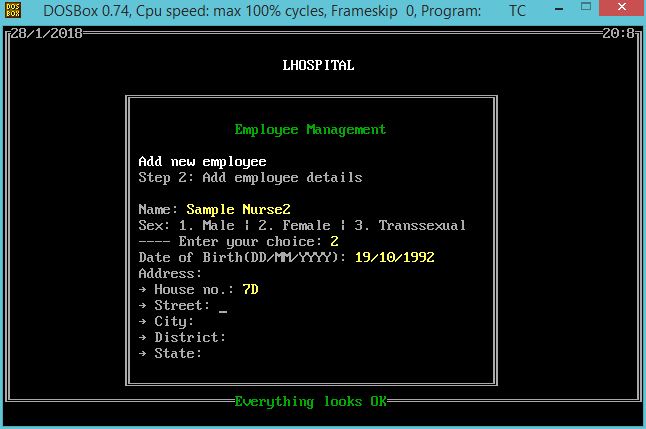 DOSBox 0.74, Cpu speed: max 100% cycles, Frameskip 0, Program: TC
28/1/2018 20:8
LHOSPITAL
Employee Management
Add new employee
Step 2: Add employee details
Name: Sample Nurse2
Sex: 1. Male ¦ 2. Female ¦ 3. Transsexual
---- Enter your choice: 2
Date of Birth(DD/MM/YYYY): 19/10/1992
Address:
→ House no.: 7D
→ Street: _
→ City:
→ District:
→ State:
Everything looks OK